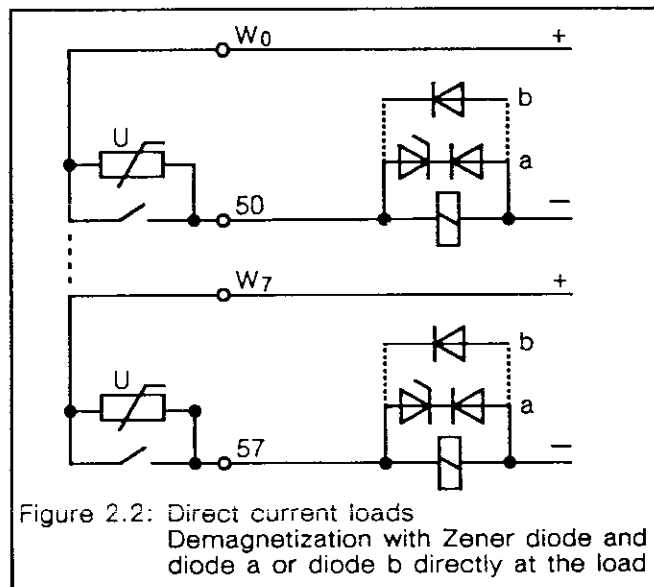 W0 +
b
U
a
50 −
W7 +
b
U
a
57 −
Figure 2.2: Direct current loads
Demagnetization with Zener diode and
diode a or diode b directly at the load